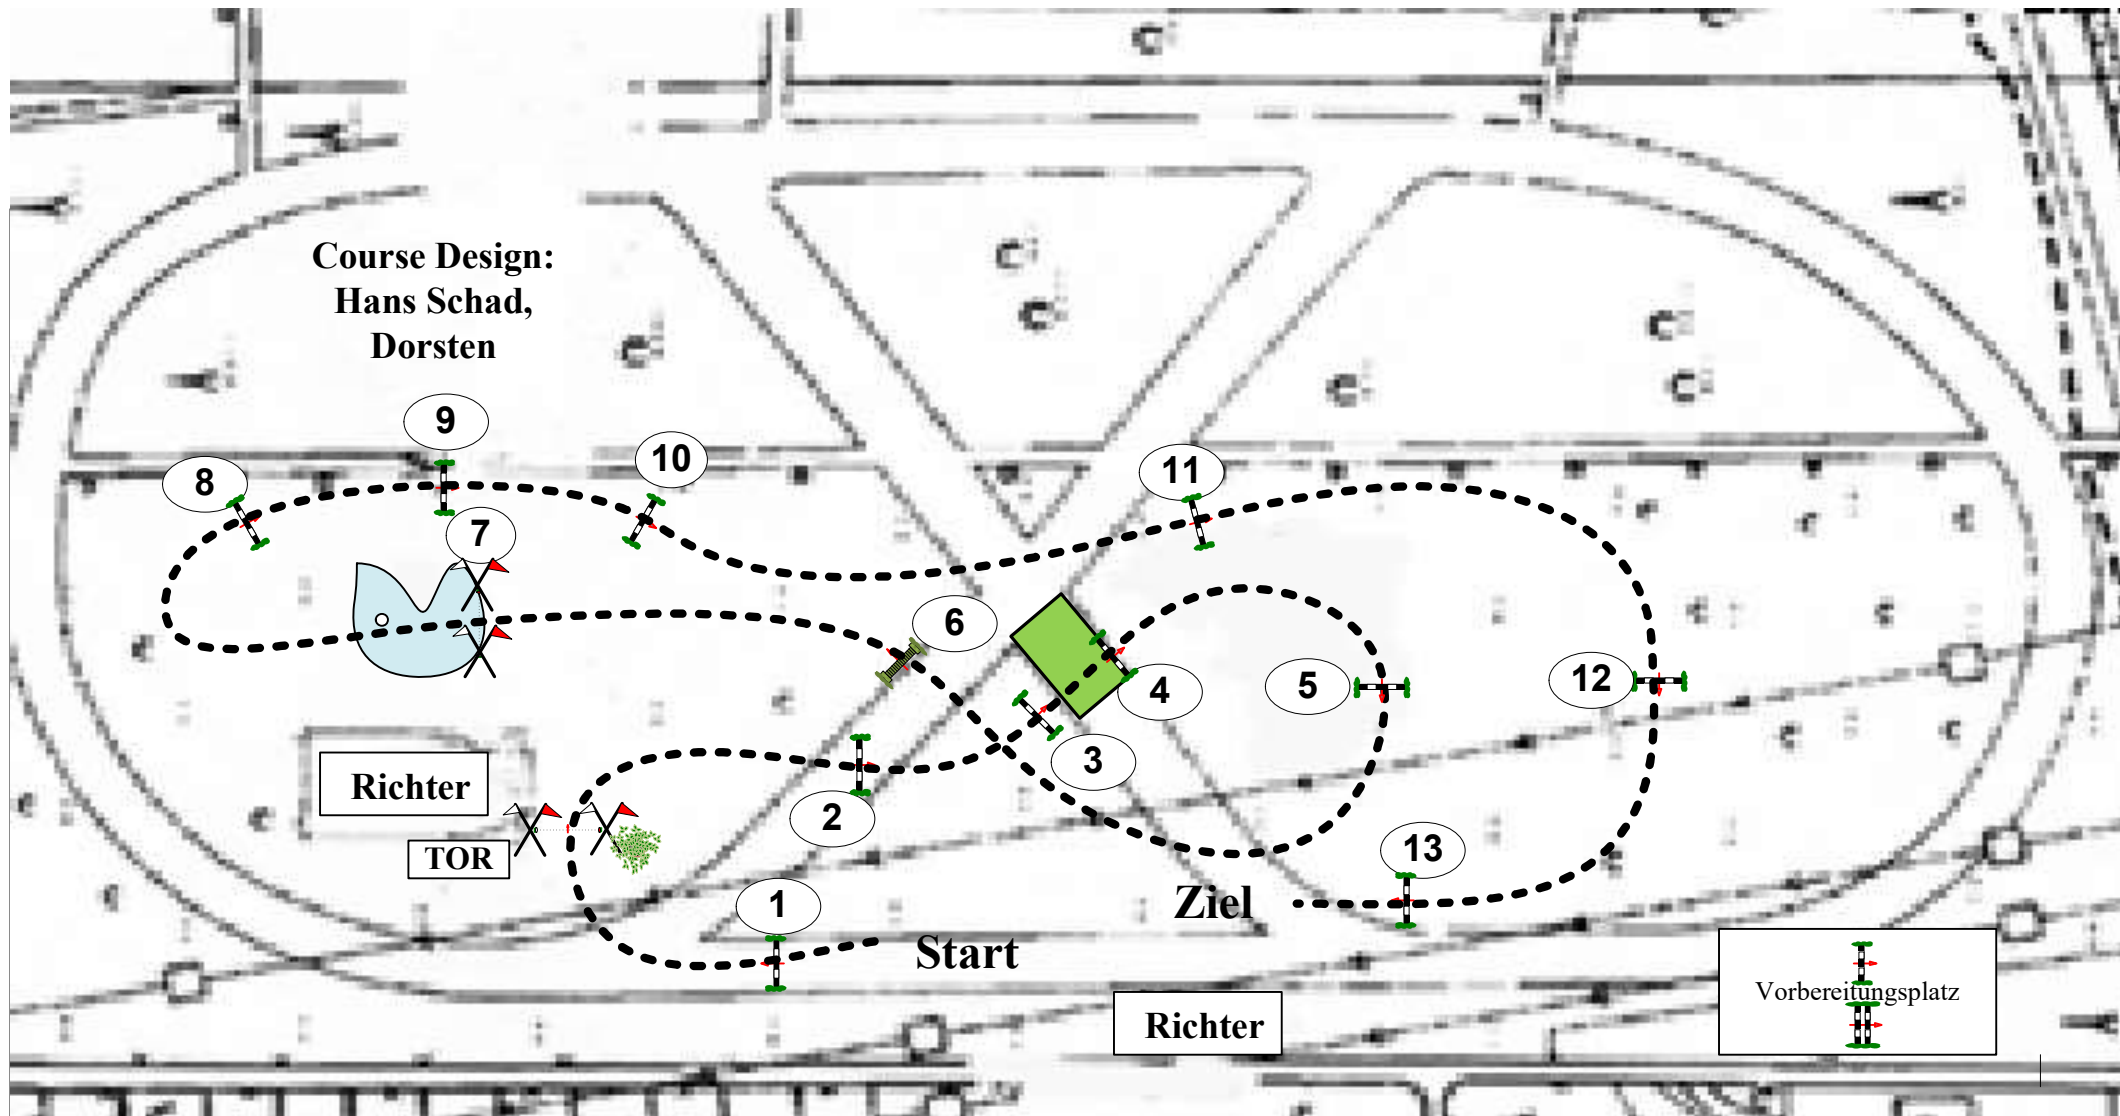 Course Design:
Hans Schad,
Dorsten
9
10
11
8
7
6
12
5
4
3
Richter
2
TOR
13
1
Ziel
Start
Vorbereitungsplatz
Richter